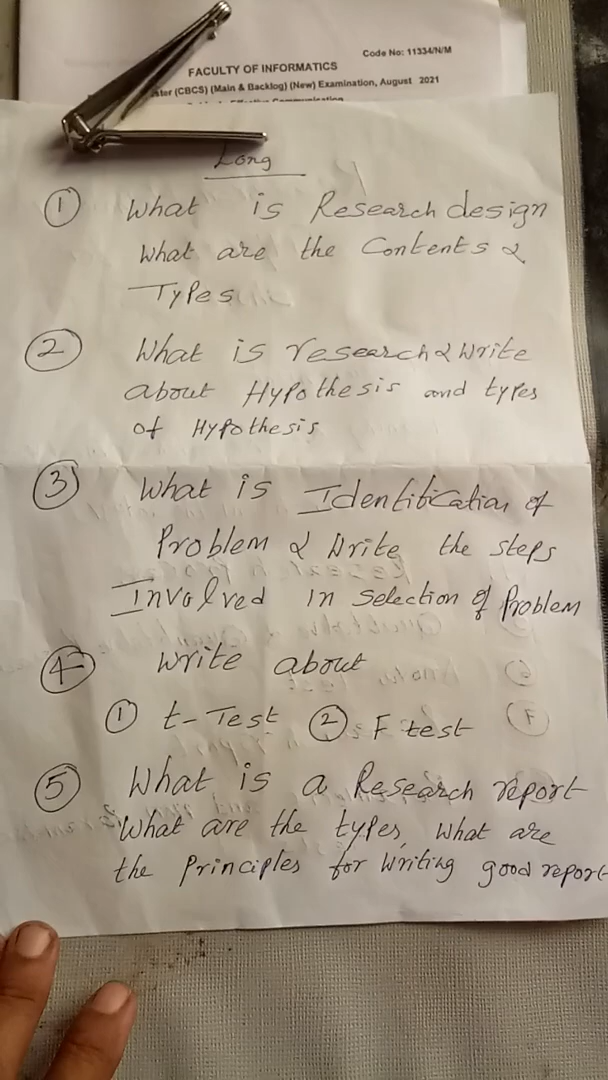 Code No: 11334/N/M
FACULTY OF INFORMATICS
ster (CBCS) (Main & Backlog) (New) Examination, August 2021
Long
① What is Research design
What are the Contents &
Types
② What is research & Write
about Hypothesis and types
of Hypothesis
③ What is Identification of
Problem & Write the steps
Involved in Selection of Problem
④ Write about
① t-Test ② F test
⑤ What is a Research report
What are the types, What are
the Principles for Writing good report